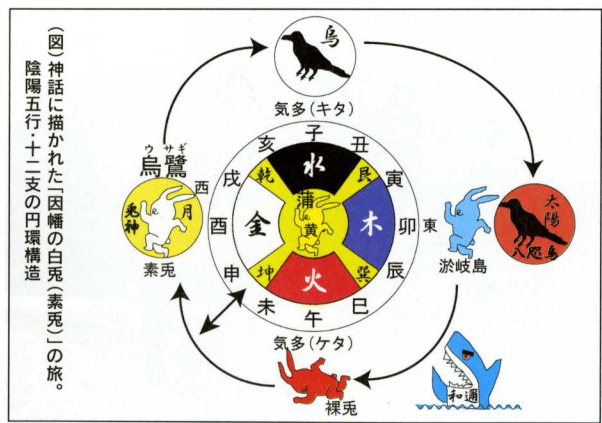 (図)神話に描かれた「因幡の白兎(素兎)」の旅。
陰陽五行・十二支の円環構造
烏
気多(キタ)
子
亥
丑
水
乾
艮
ウサギ
烏鷺
戌
寅
西
蒲
太陽
兎神
月
酉
金
黄
木
卯
東
八咫烏
素兎
淤岐島
申
坤
巽
辰
火
未
巳
午
気多(ケタ)
和邇
裸兎